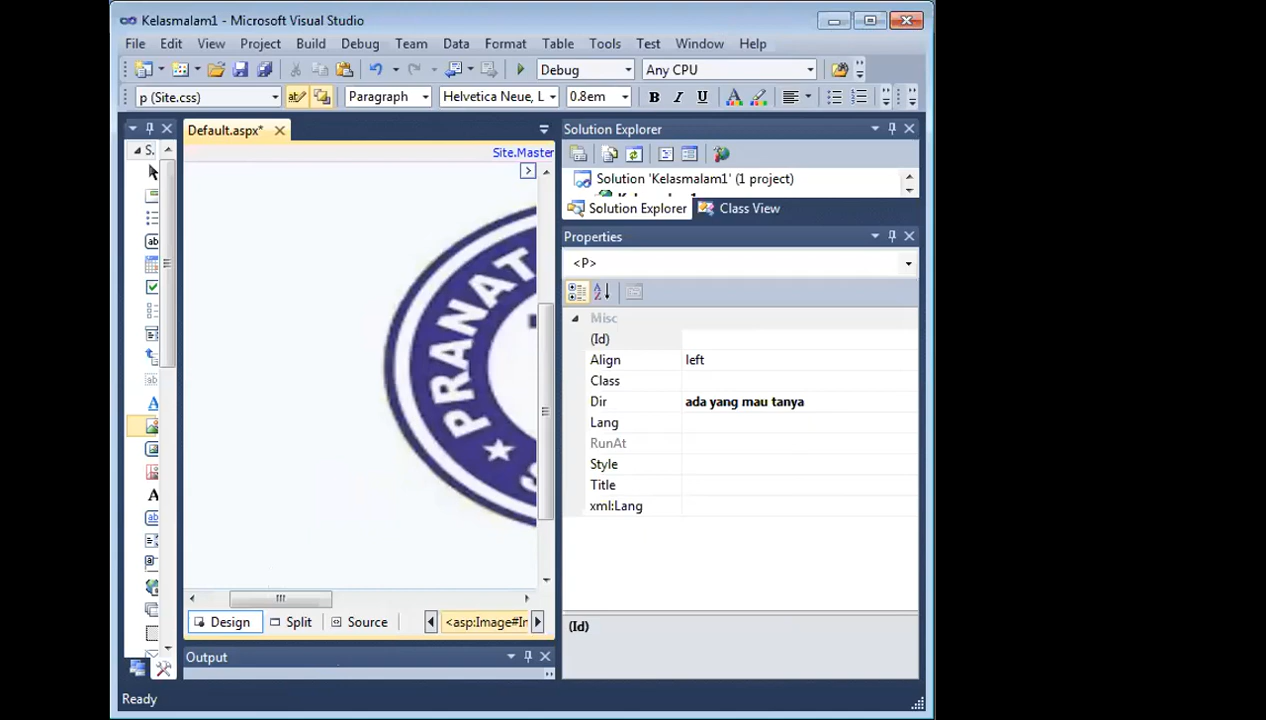 Kelasmalam1 - Microsoft Visual Studio
File Edit View Project Build Debug Team Data Format Table Tools Test Window Help
Debug Any CPU
p (Site.css) Paragraph Helvetica Neue, L 0.8em B I U
Default.aspx*
S.
Site.Master
PRANAT
Design Split Source <asp:Image#In
Output
Ready
Solution Explorer
Solution 'Kelasmalam1' (1 project)
Solution Explorer Class View
Properties
<P>
Misc
(Id)
Align left
Class
Dir ada yang mau tanya
Lang
RunAt
Style
Title
xml:Lang
(Id)